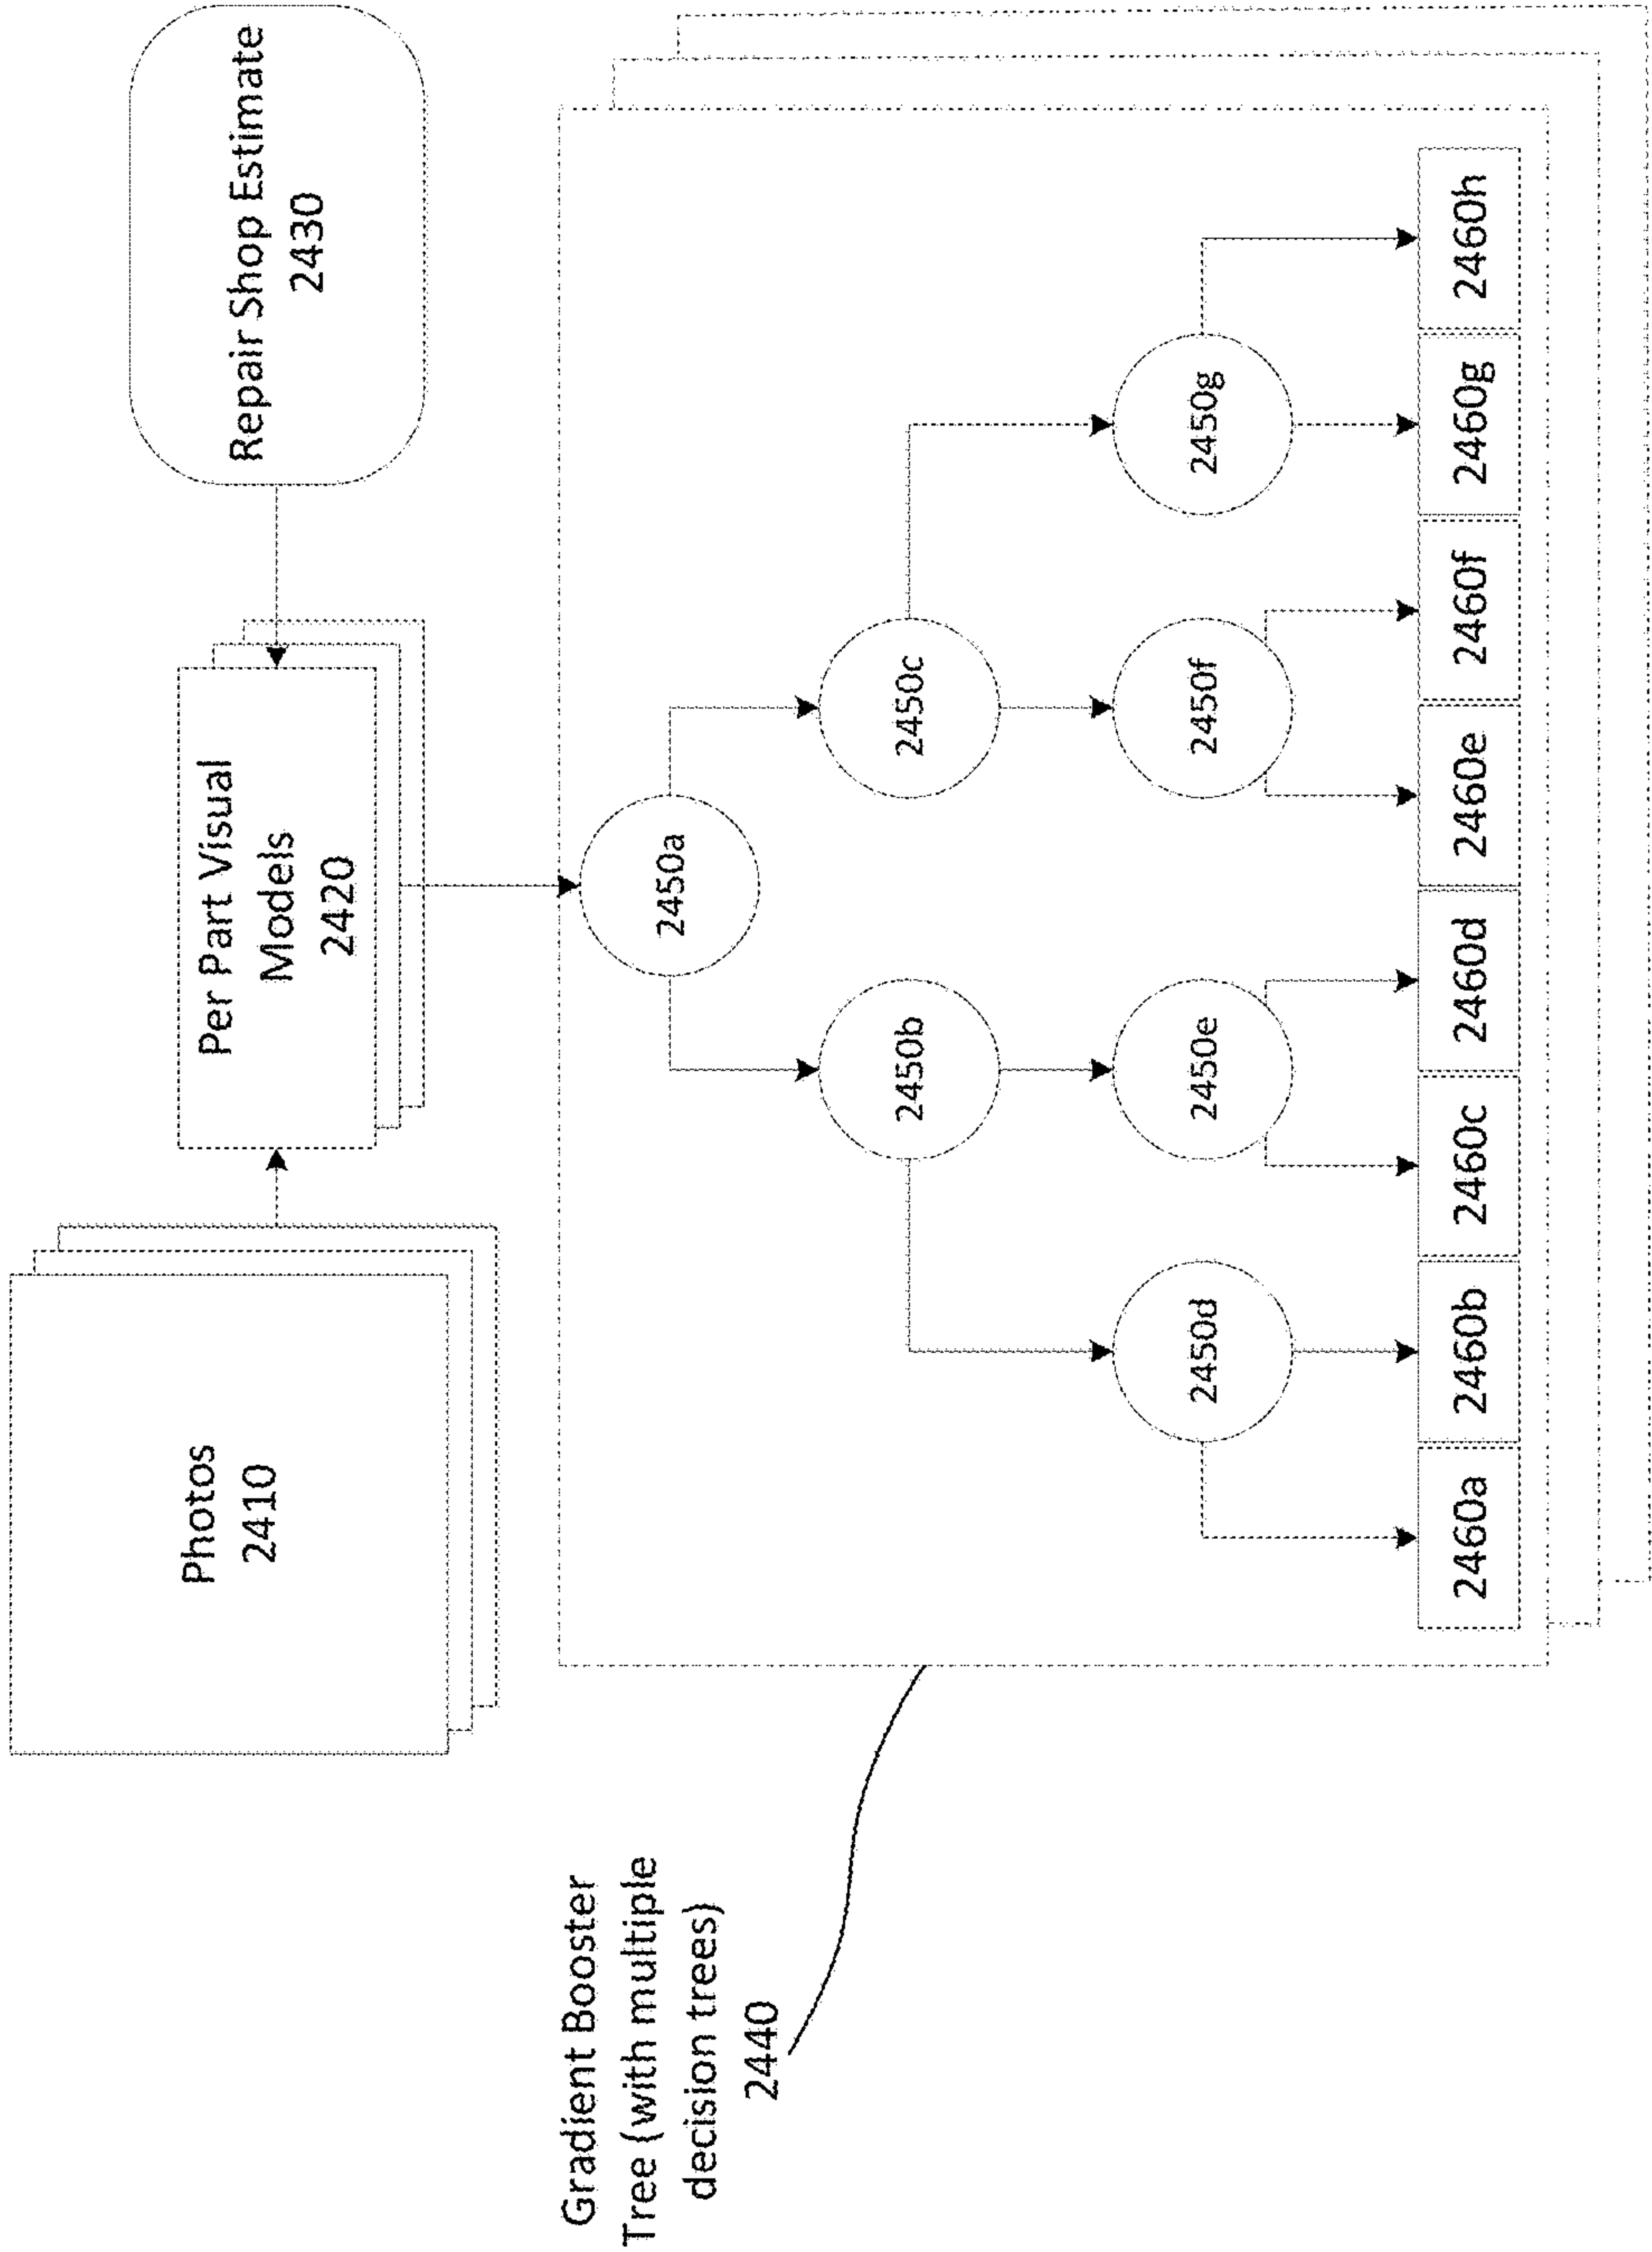 Photos
2410
Per Part Visual
Models
2420
Repair Shop Estimate
2430
Gradient Booster
Tree (with multiple
decision trees)
2440
2450a
2450b
2450c
2450d
2450e
2450f
2450g
2460a
2460b
2460c
2460d
2460e
2460f
2460g
2460h